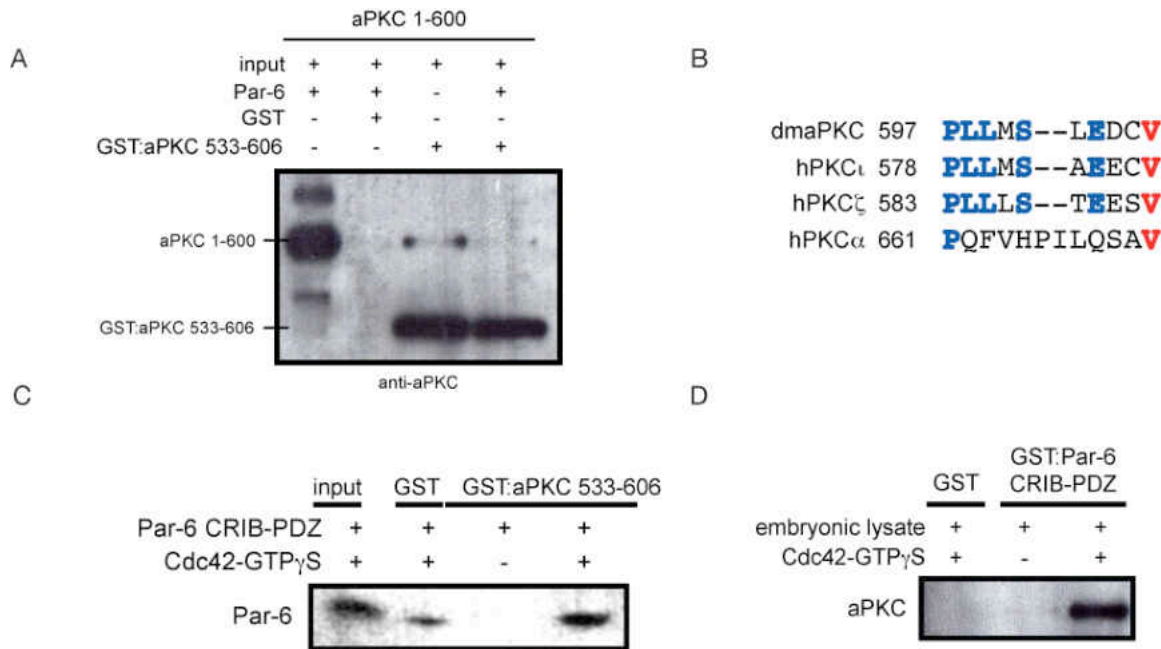 A
aPKC 1-600
input + + + +
Par-6 + + - +
GST - + - -
GST:aPKC 533-606 - - + +
aPKC 1-600
GST:aPKC 533-606
anti-aPKC
B
dmaPKC 597 PLLMS--LEDCV
hPKCι 578 PLLMS--AEECV
hPKCζ 583 PLLLS--TEESV
hPKCα 661 PQFVHPILQSAV
C
input GST GST:aPKC 533-606
Par-6 CRIB-PDZ + + + +
Cdc42-GTPγS + + - +
Par-6
D
GST GST:Par-6
CRIB-PDZ
embryonic lysate + + +
Cdc42-GTPγS + - +
aPKC